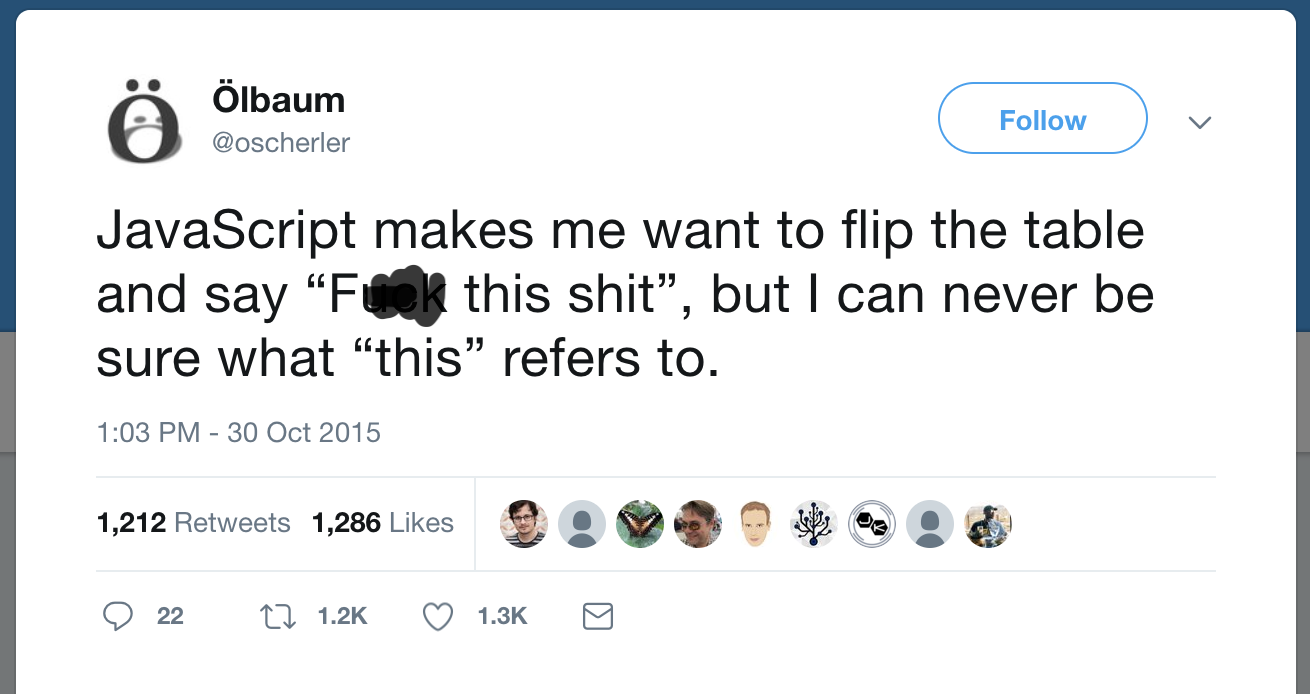 Ölbaum
@oscherler
Follow
JavaScript makes me want to flip the table
and say “Fuck this shit”, but I can never be
sure what “this” refers to.
1:03 PM - 30 Oct 2015
1,212 Retweets 1,286 Likes
22 1.2K 1.3K